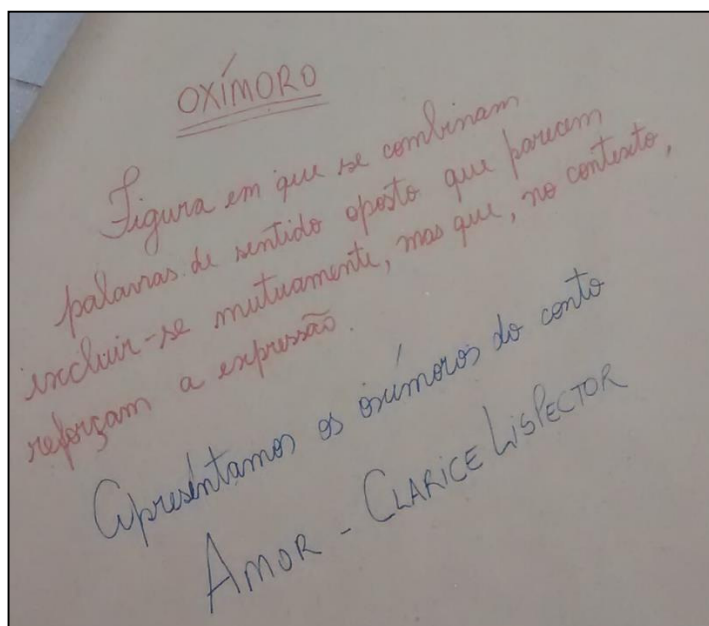 OXÍMORO
Figura em que se combinam
palavras de sentido oposto que parecem
excluir-se mutuamente, mas que, no contexto,
reforçam a expressão.
Apresentamos os oxímoros do conto
AMOR - CLARICE LISPECTOR